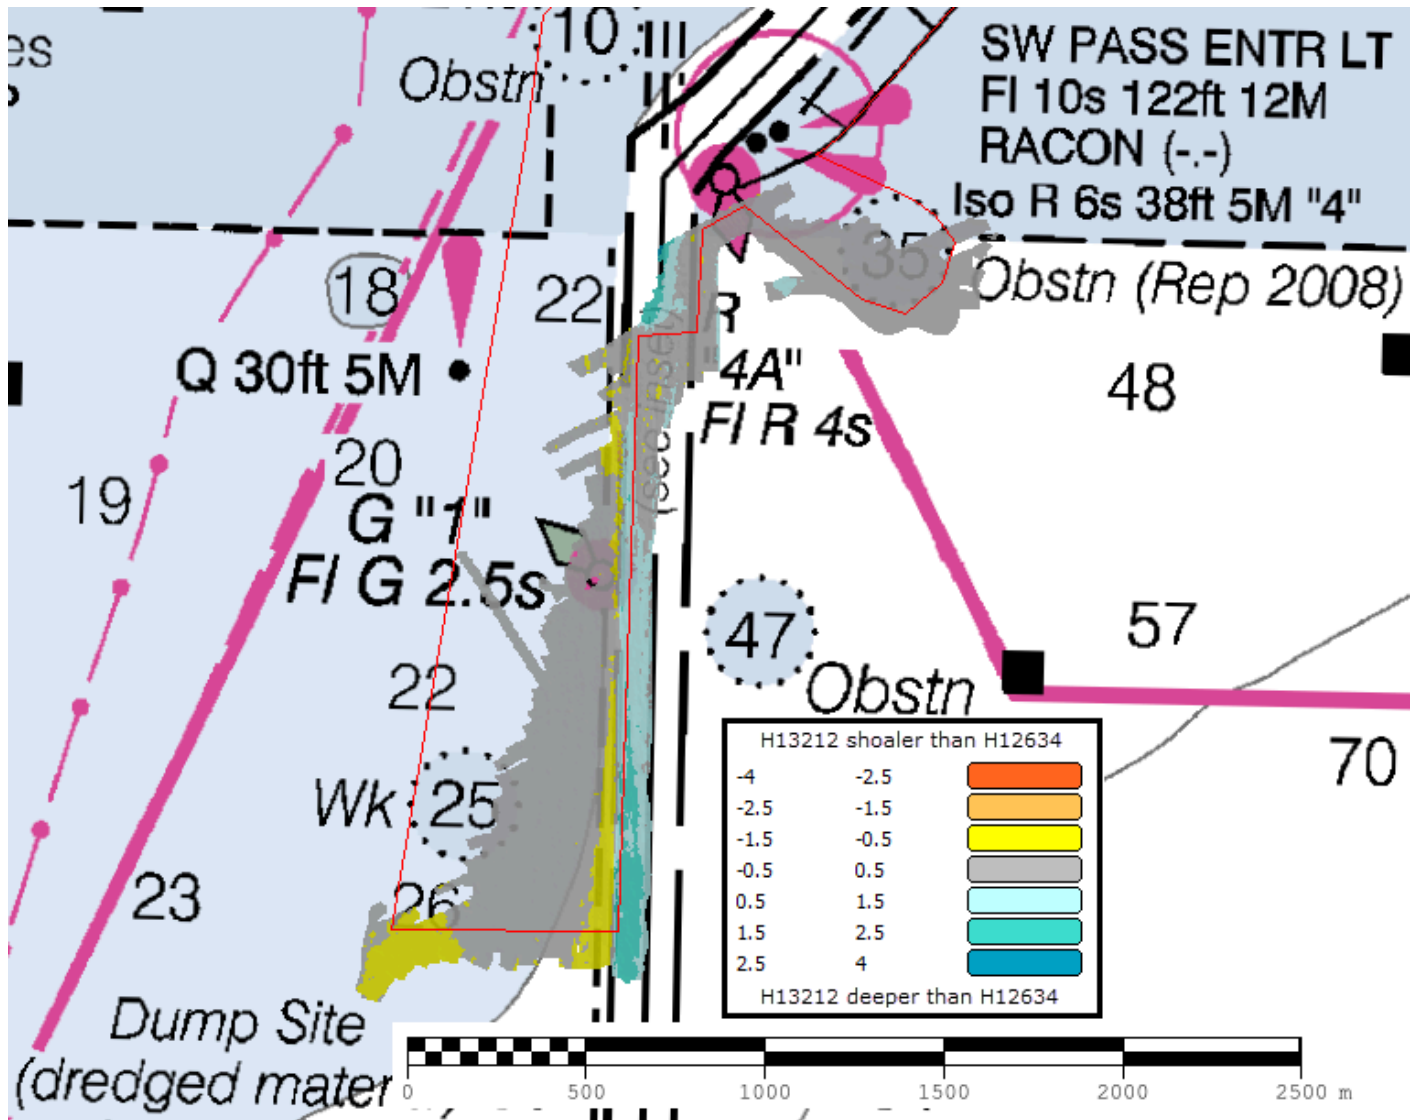 es
10
Obstn
SW PASS ENTR LT
Fl 10s 122ft 12M
RACON (-.-)
Iso R 6s 38ft 5M "4"
35
Obstn (Rep 2008)
18
22
R
"4A"
Fl R 4s
(see inset
Q 30ft 5M
48
20
19
G "1"
Fl G 2.5s
47
Obstn
57
22
70
Wk 25
26
23
H13212 shoaler than H12634
-4 -2.5
-2.5 -1.5
-1.5 -0.5
-0.5 0.5
0.5 1.5
1.5 2.5
2.5 4
H13212 deeper than H12634
Dump Site
(dredged mater
0 500 1000 1500 2000 2500 m